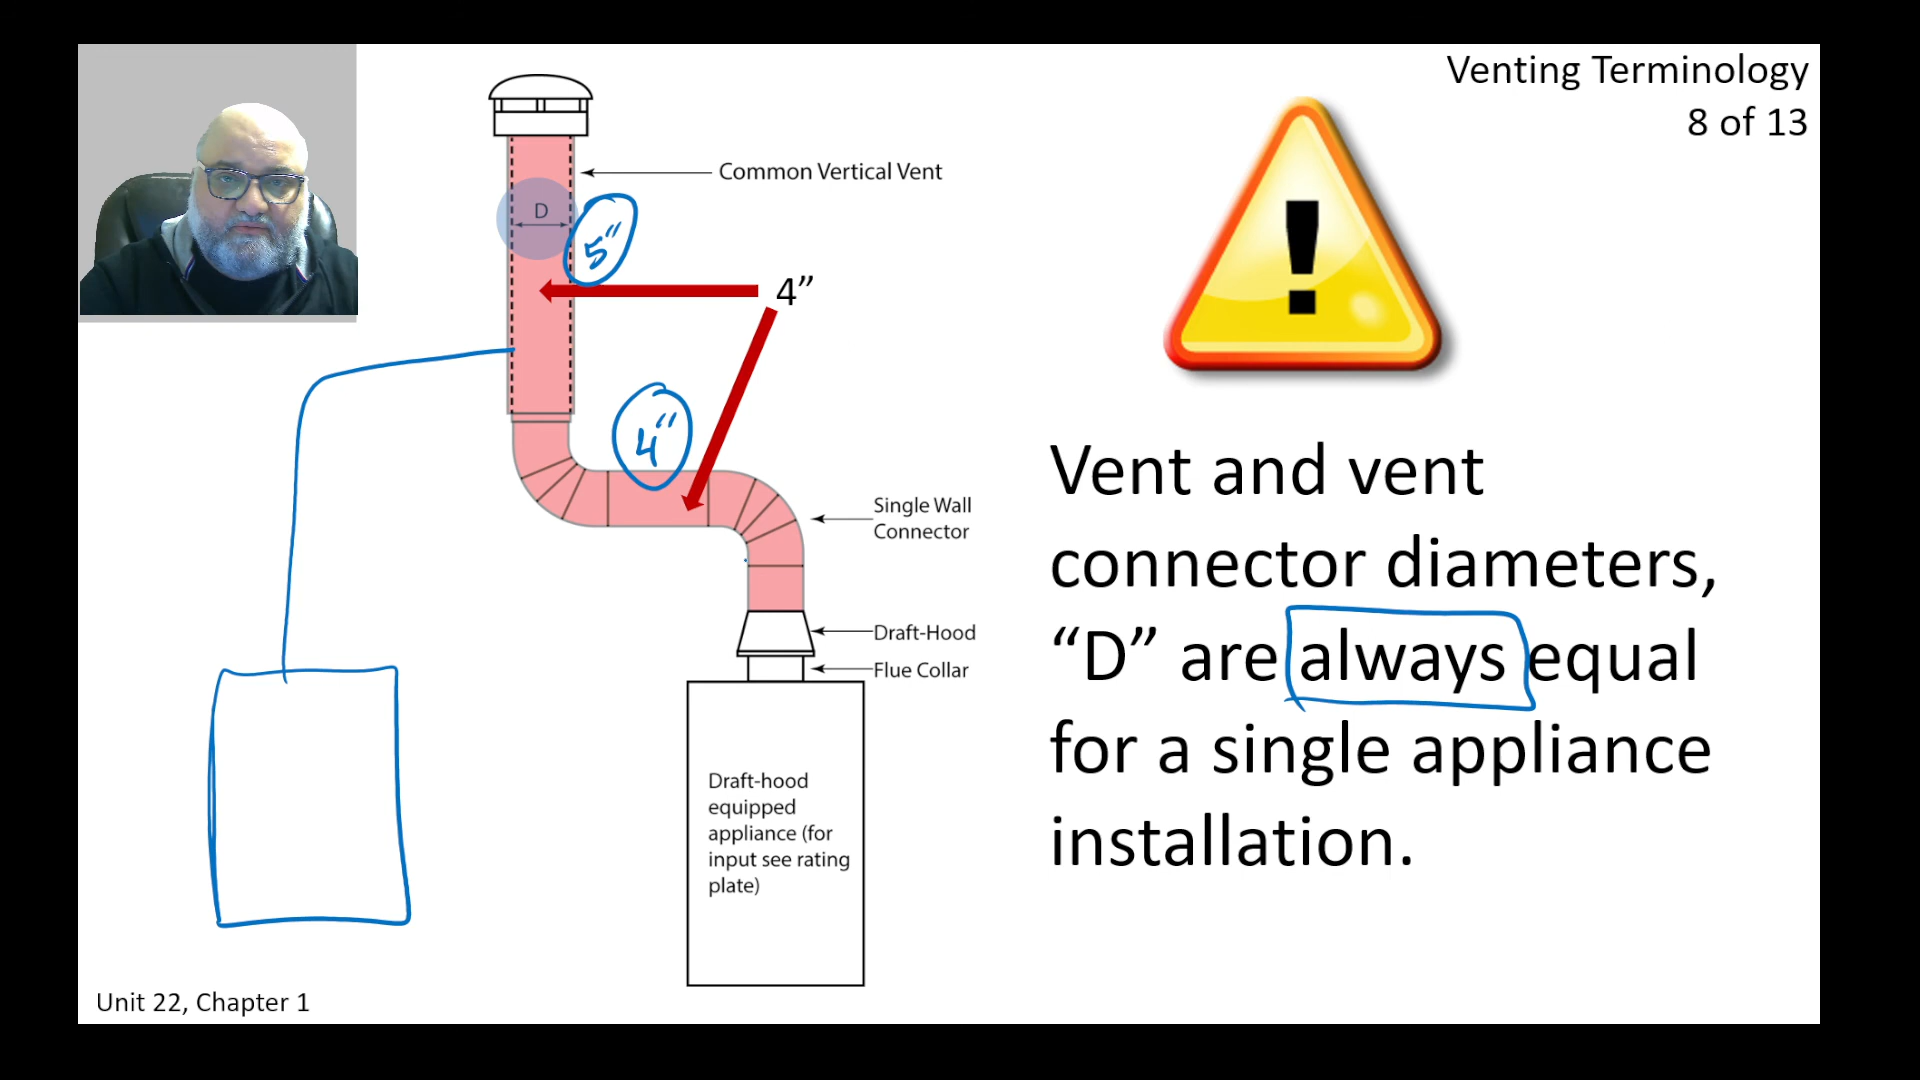 Venting Terminology
8 of 13
Common Vertical Vent
D
5"
4”
4"
Single Wall
Connector
Draft-Hood
Flue Collar
Draft-hood
equipped
appliance (for
input see rating
plate)
!
Vent and vent
connector diameters,
“D” are always equal
for a single appliance
installation.
Unit 22, Chapter 1